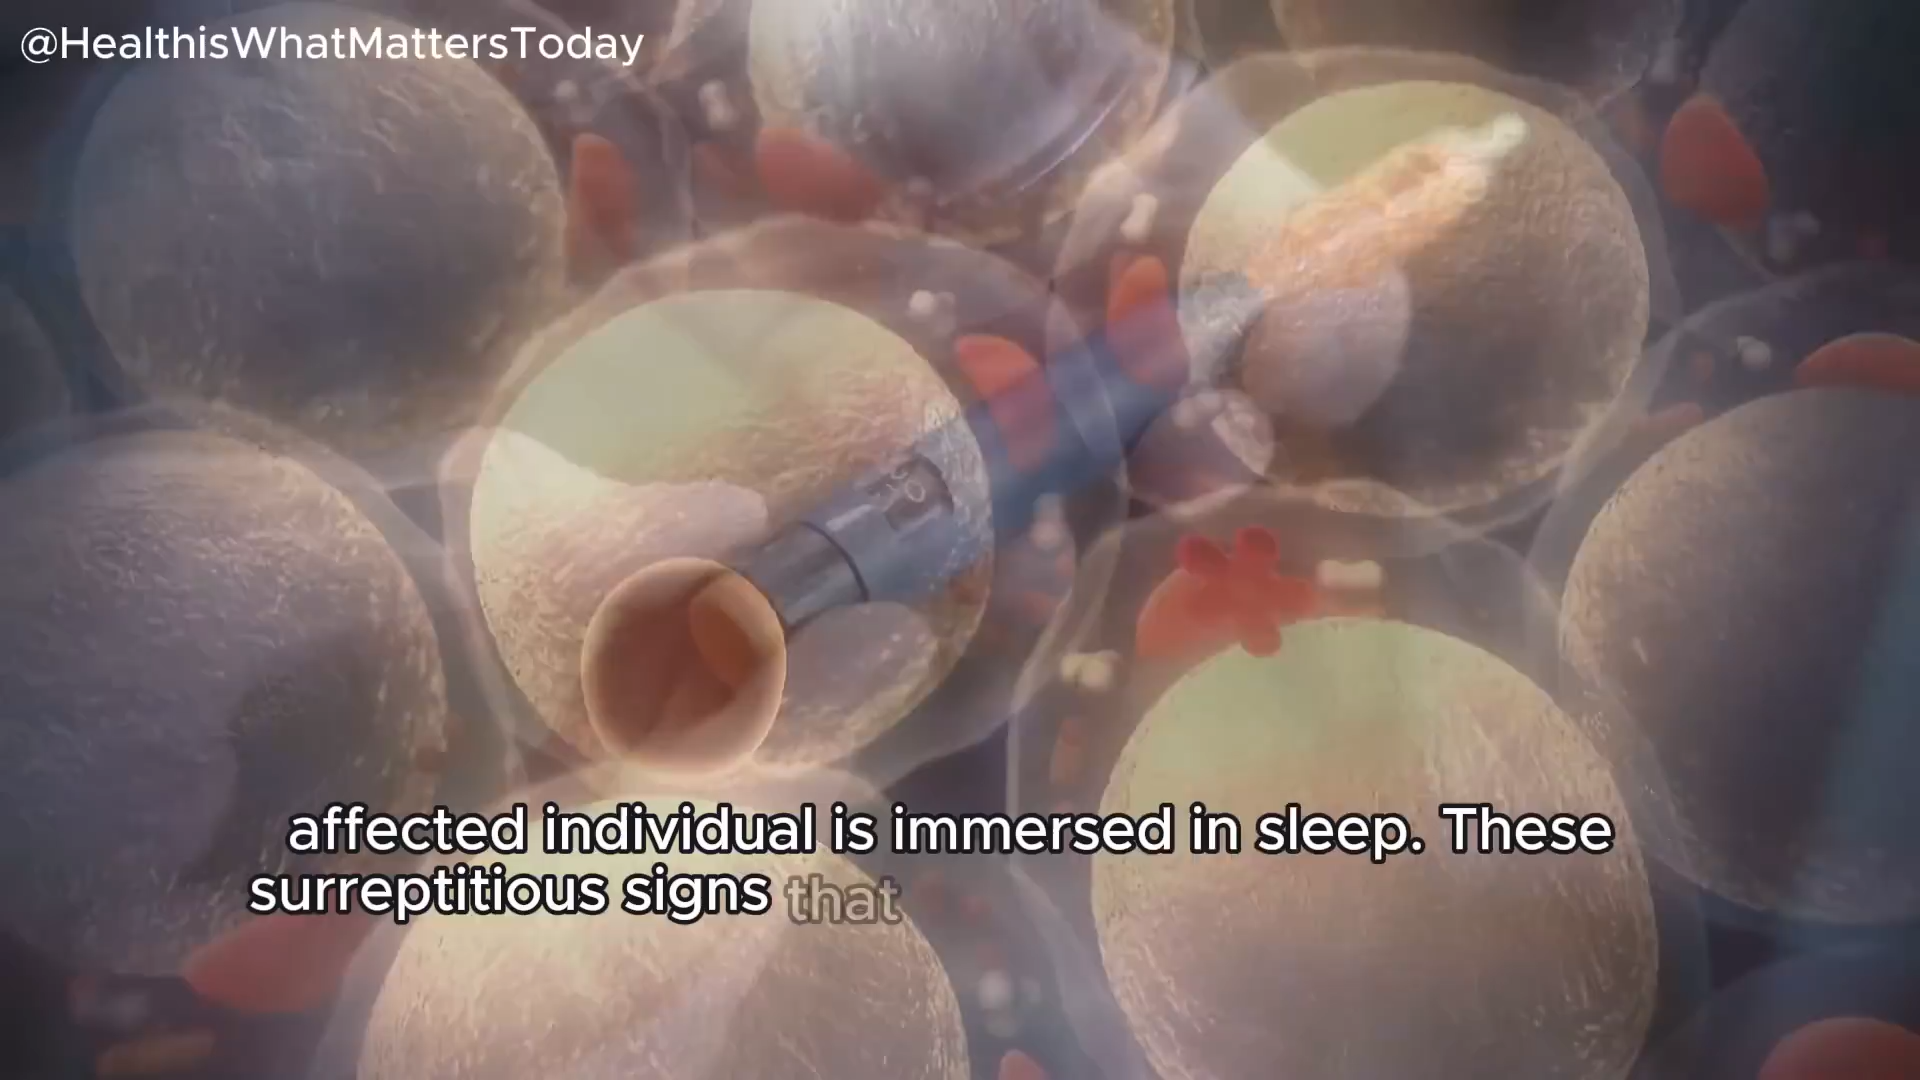 @HealthisWhatMattersToday
affected individual is immersed in sleep. These
surreptitious signs that